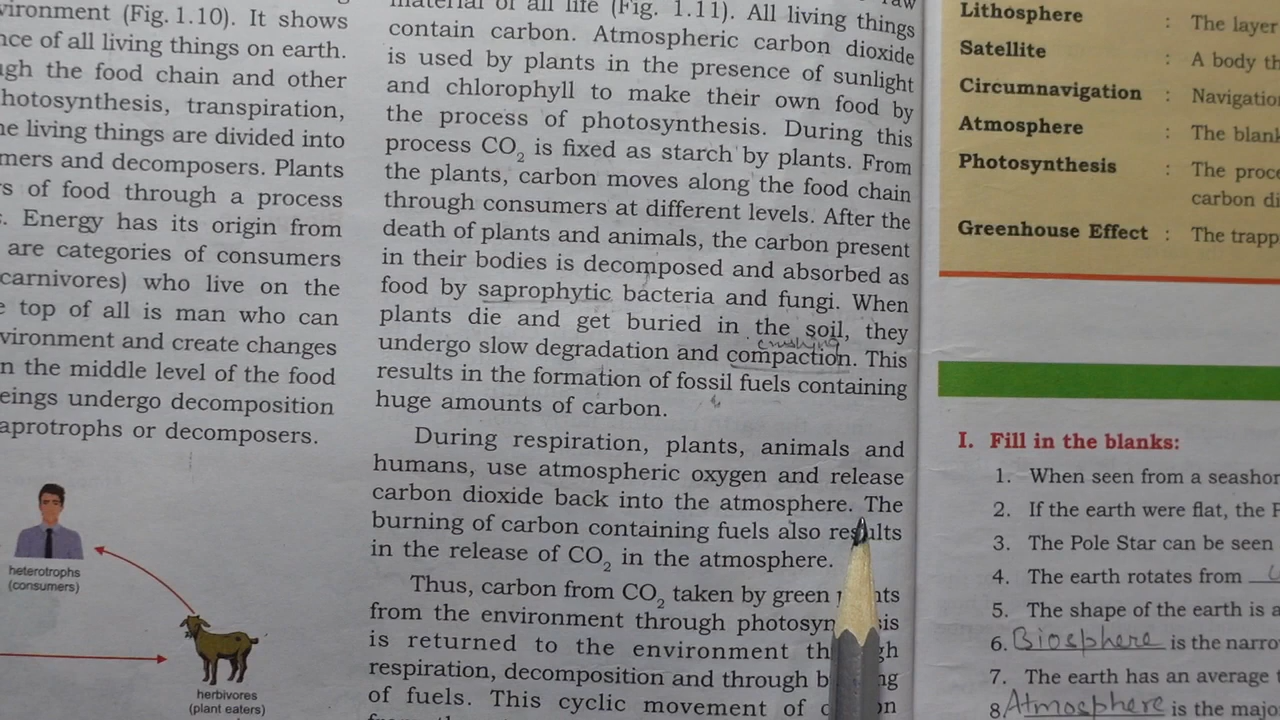 vironment (Fig. 1.10). It shows
nce of all living things on earth.
ugh the food chain and other
hotosynthesis, transpiration,
he living things are divided into
mers and decomposers. Plants
rs of food through a process
Energy has its origin from
are categories of consumers
carnivores) who live on the
e top of all is man who can
vironment and create changes
n the middle level of the food
eings undergo decomposition
aprotrophs or decomposers.
heterotrophs
(consumers)
herbivores
(plant eaters)
material of all life (Fig. 1.11). All living things
contain carbon. Atmospheric carbon dioxide
is used by plants in the presence of sunlight
and chlorophyll to make their own food by
the process of photosynthesis. During this
process CO₂ is fixed as starch by plants. From
the plants, carbon moves along the food chain
through consumers at different levels. After the
death of plants and animals, the carbon present
in their bodies is decomposed and absorbed as
food by saprophytic bacteria and fungi. When
plants die and get buried in the soil, they
crushing
undergo slow degradation and compaction. This
results in the formation of fossil fuels containing
huge amounts of carbon.
During respiration, plants, animals and
humans, use atmospheric oxygen and release
carbon dioxide back into the atmosphere. The
burning of carbon containing fuels also results
in the release of CO₂ in the atmosphere.
Thus, carbon from CO₂ taken by green
from the environment through
is returned to the environment
respiration, decomposition and through
of fuels. This cyclic movement of
Lithosphere : The layer
Satellite : A body th
Circumnavigation : Navigation
Atmosphere : The blank
Photosynthesis : The proce
carbon di
Greenhouse Effect : The trapp
I. Fill in the blanks:
1. When seen from a seashor
2. If the earth were flat, the
3. The Pole Star can be seen
4. The earth rotates from
5. The shape of the earth is a
6. Biosphere is the narro
7. The earth has an average
8 Atmosphere is the majo